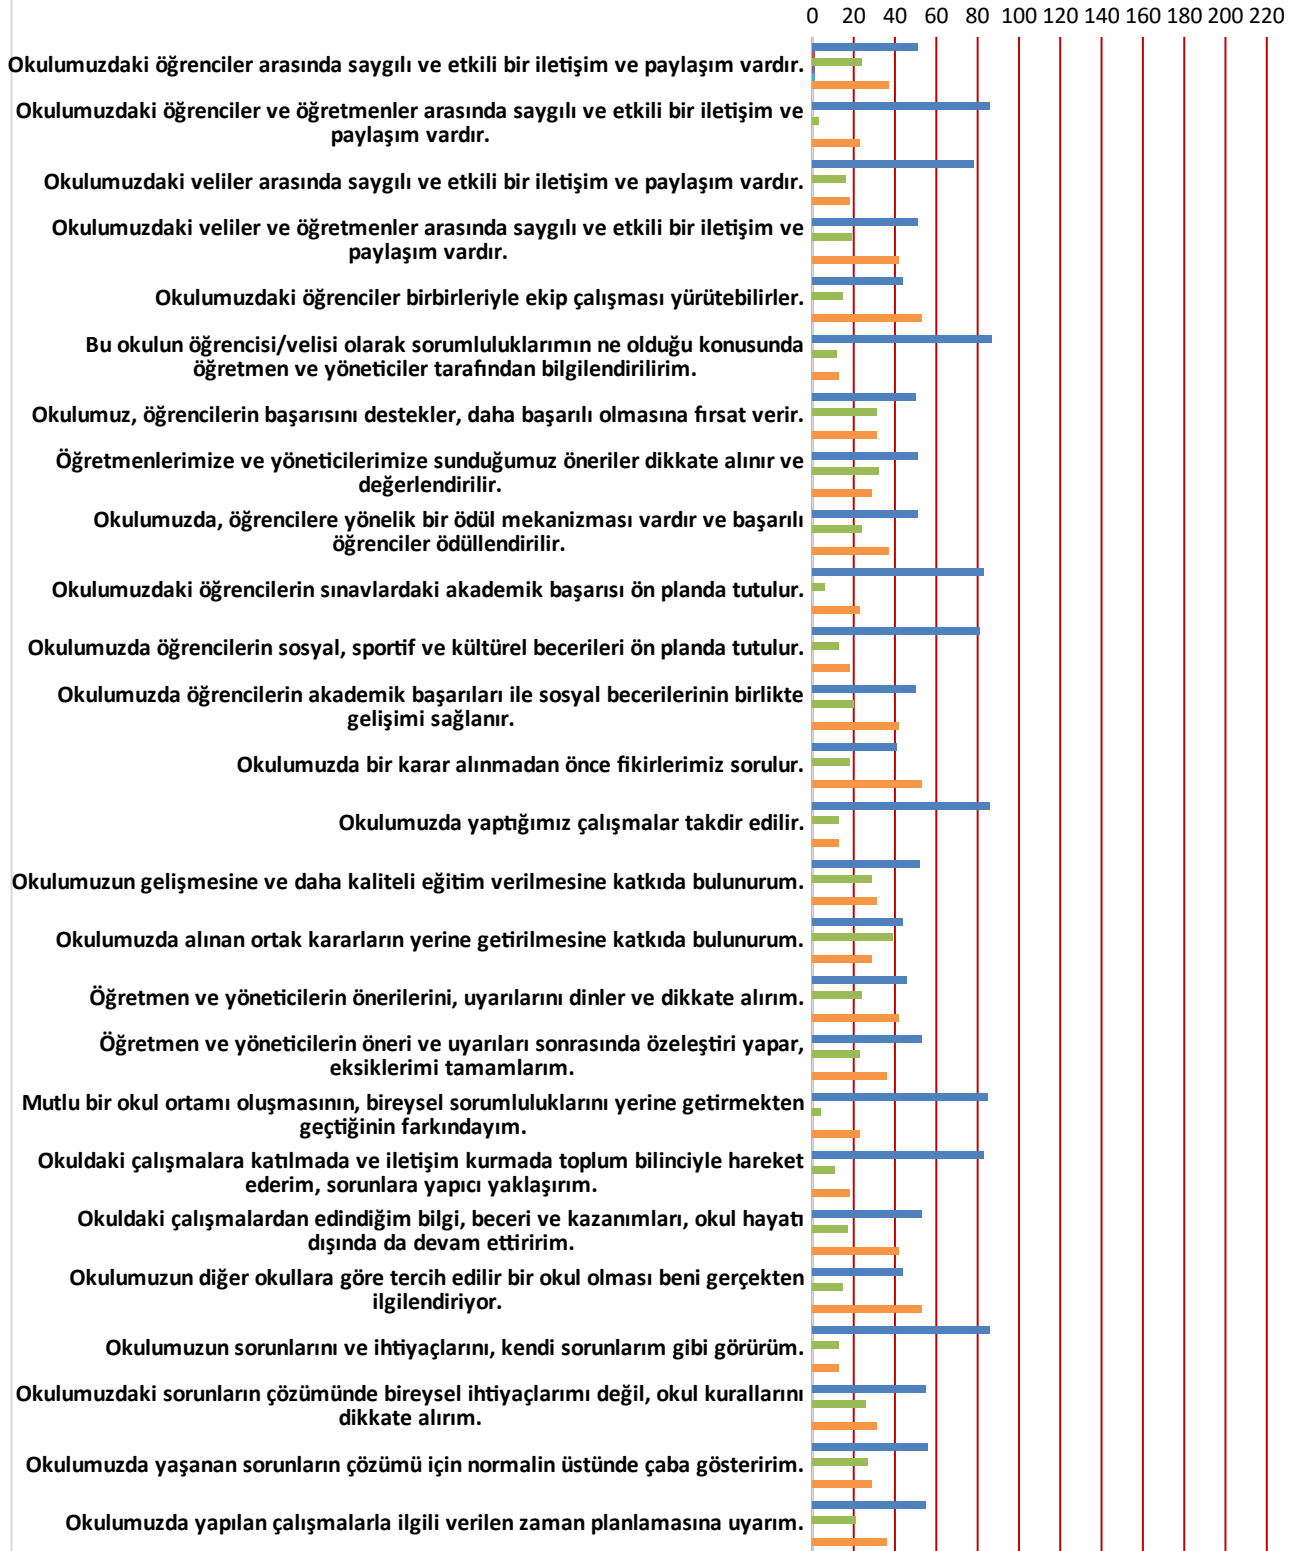 0 20 40 60 80 100 120 140 160 180 200 220
Okulumuzdaki öğrenciler arasında saygılı ve etkili bir iletişim ve paylaşım vardır.
Okulumuzdaki öğrenciler ve öğretmenler arasında saygılı ve etkili bir iletişim ve
paylaşım vardır.
Okulumuzdaki veliler arasında saygılı ve etkili bir iletişim ve paylaşım vardır.
Okulumuzdaki veliler ve öğretmenler arasında saygılı ve etkili bir iletişim ve
paylaşım vardır.
Okulumuzdaki öğrenciler birbirleriyle ekip çalışması yürütebilirler.
Bu okulun öğrencisi/velisi olarak sorumluluklarımın ne olduğu konusunda
öğretmen ve yöneticiler tarafından bilgilendirilirim.
Okulumuz, öğrencilerin başarısını destekler, daha başarılı olmasına fırsat verir.
Öğretmenlerimize ve yöneticilerimize sunduğumuz öneriler dikkate alınır ve
değerlendirilir.
Okulumuzda, öğrencilere yönelik bir ödül mekanizması vardır ve başarılı
öğrenciler ödüllendirilir.
Okulumuzdaki öğrencilerin sınavlardaki akademik başarısı ön planda tutulur.
Okulumuzda öğrencilerin sosyal, sportif ve kültürel becerileri ön planda tutulur.
Okulumuzda öğrencilerin akademik başarıları ile sosyal becerilerinin birlikte
gelişimi sağlanır.
Okulumuzda bir karar alınmadan önce fikirlerimiz sorulur.
Okulumuzda yaptığımız çalışmalar takdir edilir.
Okulumuzun gelişmesine ve daha kaliteli eğitim verilmesine katkıda bulunurum.
Okulumuzda alınan ortak kararların yerine getirilmesine katkıda bulunurum.
Öğretmen ve yöneticilerin önerilerini, uyarılarını dinler ve dikkate alırım.
Öğretmen ve yöneticilerin öneri ve uyarıları sonrasında özeleştiri yapar,
eksiklerimi tamamlarım.
Mutlu bir okul ortamı oluşmasının, bireysel sorumluluklarını yerine getirmekten
geçtiğinin farkındayım.
Okuldaki çalışmalara katılmada ve iletişim kurmada toplum bilinciyle hareket
ederim, sorunlara yapıcı yaklaşırım.
Okuldaki çalışmalardan edindiğim bilgi, beceri ve kazanımları, okul hayatı
dışında da devam ettiririm.
Okulumuzun diğer okullara göre tercih edilir bir okul olması beni gerçekten
ilgilendiriyor.
Okulumuzun sorunlarını ve ihtiyaçlarını, kendi sorunlarım gibi görürüm.
Okulumuzdaki sorunların çözümünde bireysel ihtiyaçlarımı değil, okul kurallarını
dikkate alırım.
Okulumuzda yaşanan sorunların çözümü için normalin üstünde çaba gösteririm.
Okulumuzda yapılan çalışmalarla ilgili verilen zaman planlamasına uyarım.